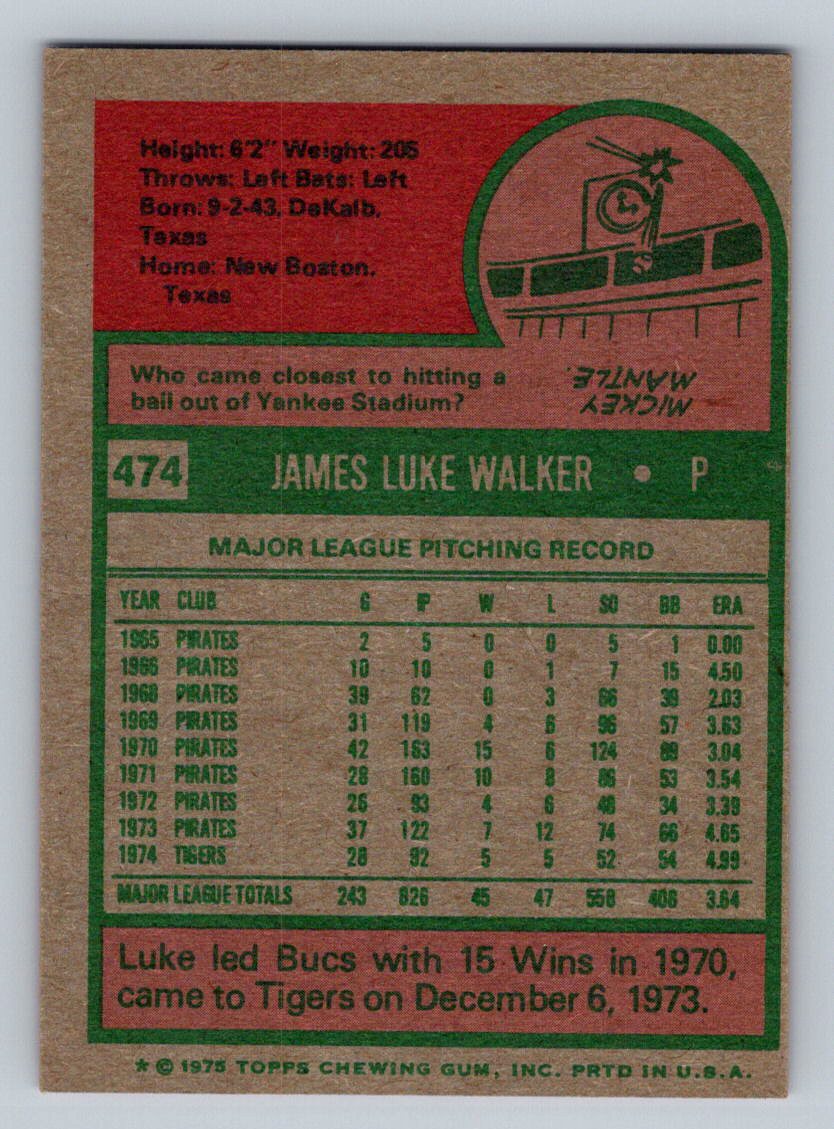 Height: 6'2" Weight: 205
Throws: Left Bats: Left
Born: 9-2-43, DeKalb,
Texas
Home: New Boston,
Texas
Who came closest to hitting a
ball out of Yankee Stadium?
MICKEY
MANTLE.
474 JAMES LUKE WALKER • P
MAJOR LEAGUE PITCHING RECORD
YEAR CLUB G IP W L SO BB ERA
1965 PIRATES 2 5 0 0 5 1 0.00
1966 PIRATES 10 10 0 1 7 15 4.50
1968 PIRATES 39 62 0 3 66 39 2.03
1969 PIRATES 31 119 4 6 96 57 3.63
1970 PIRATES 42 163 15 6 124 89 3.04
1971 PIRATES 28 160 10 8 86 53 3.54
1972 PIRATES 26 93 4 6 48 34 3.39
1973 PIRATES 37 122 7 12 74 66 4.65
1974 TIGERS 28 92 5 5 52 54 4.99
MAJOR LEAGUE TOTALS 243 826 45 47 558 408 3.64
Luke led Bucs with 15 Wins in 1970,
came to Tigers on December 6, 1973.
* © 1975 TOPPS CHEWING GUM, INC. PRTD IN U.S.A.